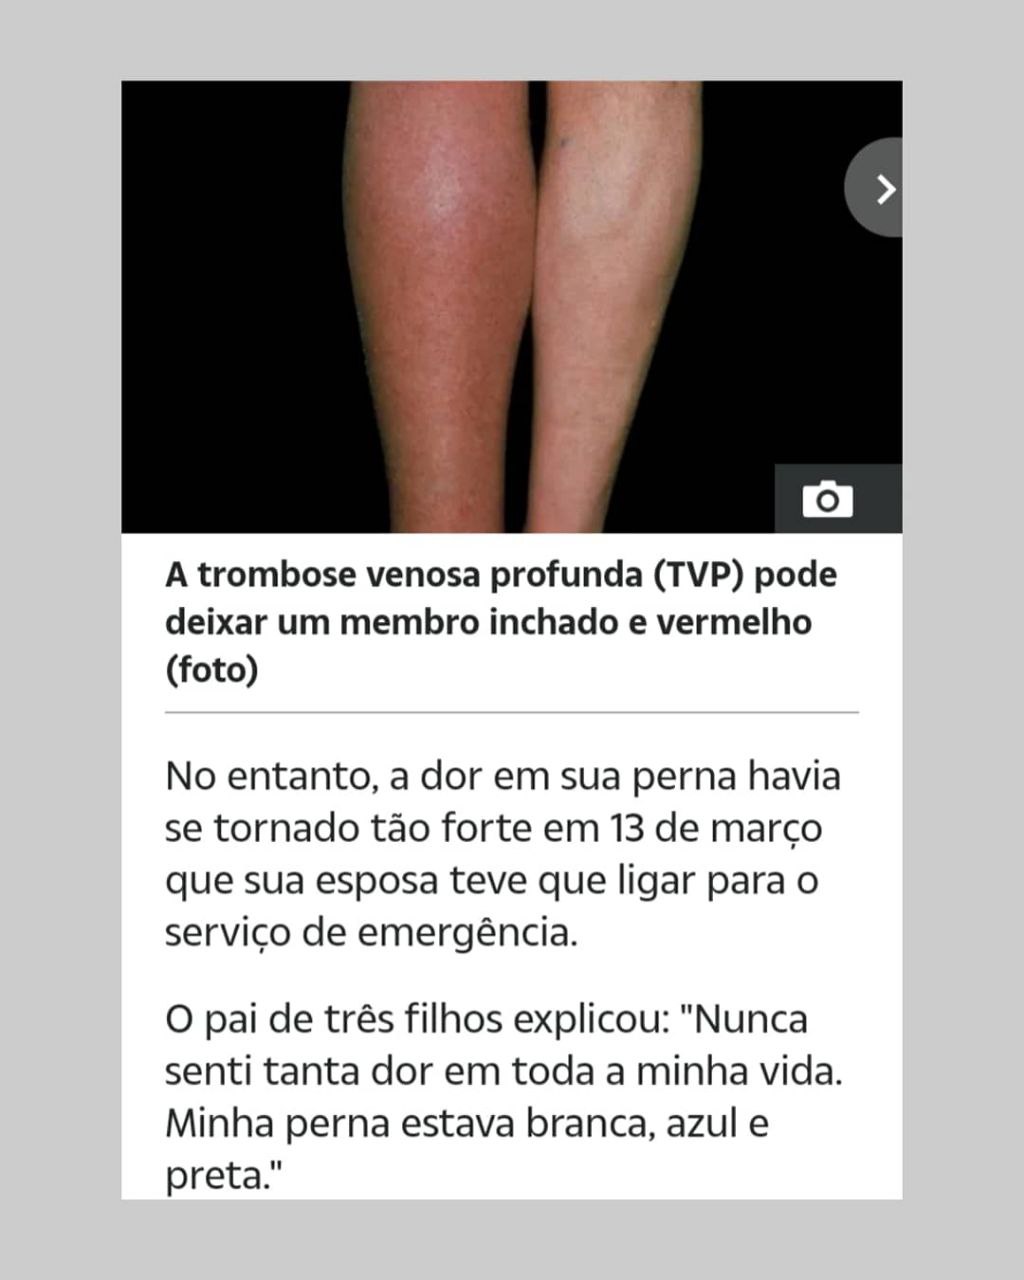 A trombose venosa profunda (TVP) pode
deixar um membro inchado e vermelho
(foto)
No entanto, a dor em sua perna havia
se tornado tão forte em 13 de março
que sua esposa teve que ligar para o
serviço de emergência.
O pai de três filhos explicou: "Nunca
senti tanta dor em toda a minha vida.
Minha perna estava branca, azul e
preta."